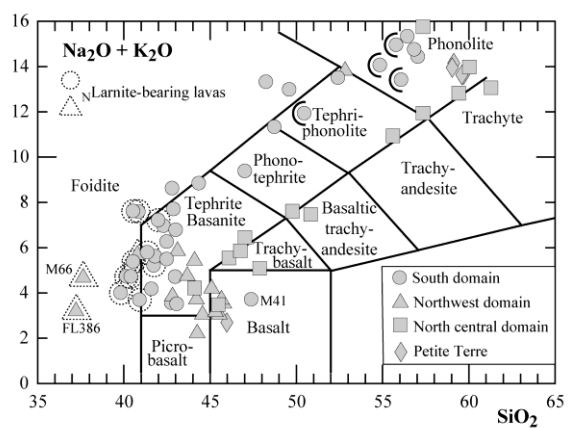 16
14
12
10
8
6
4
2
0
Na2O + K2O
NLarnite-bearing lavas
Phonolite
Tephri-
phonolite
Trachyte
Phono-
tephrite
Trachy-
andesite
Foidite
Tephrite
Basanite
Basaltic
trachy-
andesite
Trachy-
basalt
M66
FL386
M41
Basalt
Picro-
basalt
South domain
Northwest domain
North central domain
Petite Terre
35
40
45
50
55
60
65
SiO2